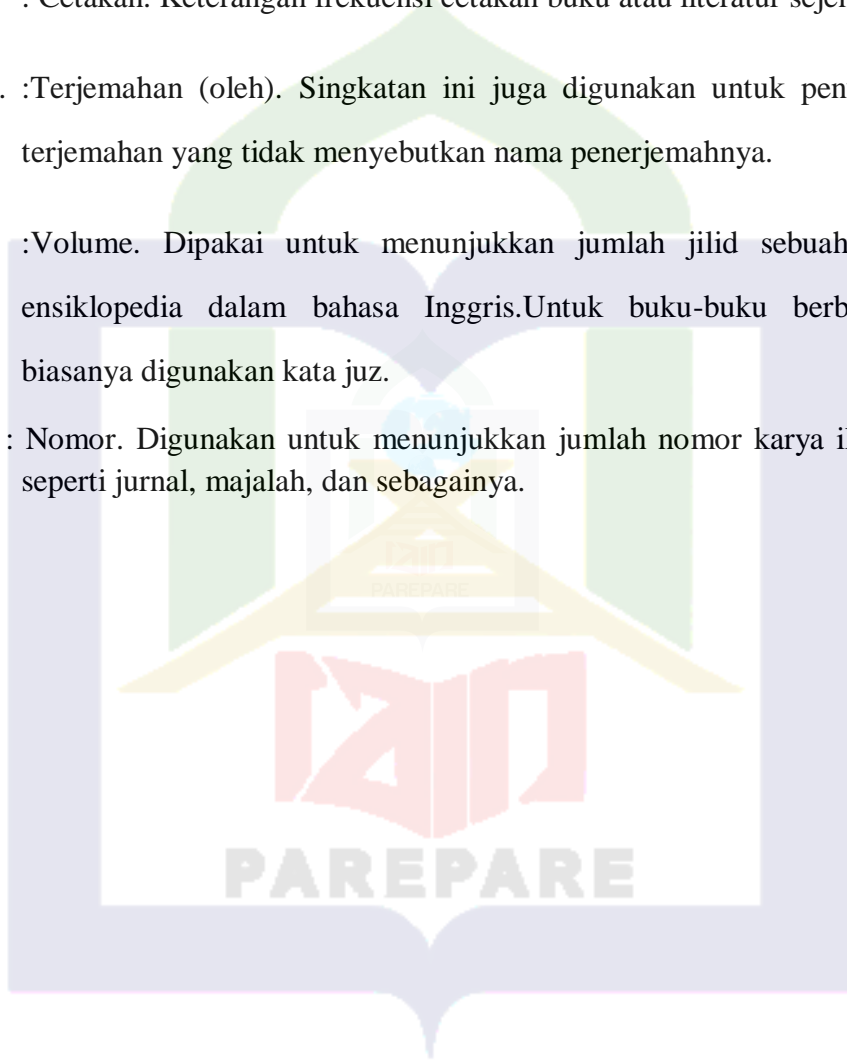 : Cetakan. Keterangan frekuensi cetakan buku atau literatur sejen
. :Terjemahan (oleh). Singkatan ini juga digunakan untuk pen
terjemahan yang tidak menyebutkan nama penerjemahnya.
:Volume. Dipakai untuk menunjukkan jumlah jilid sebuah
ensiklopedia dalam bahasa Inggris.Untuk buku-buku berb
biasanya digunakan kata juz.
: Nomor. Digunakan untuk menunjukkan jumlah nomor karya il
seperti jurnal, majalah, dan sebagainya.
iain
PAREPARE
iain
PAREPARE